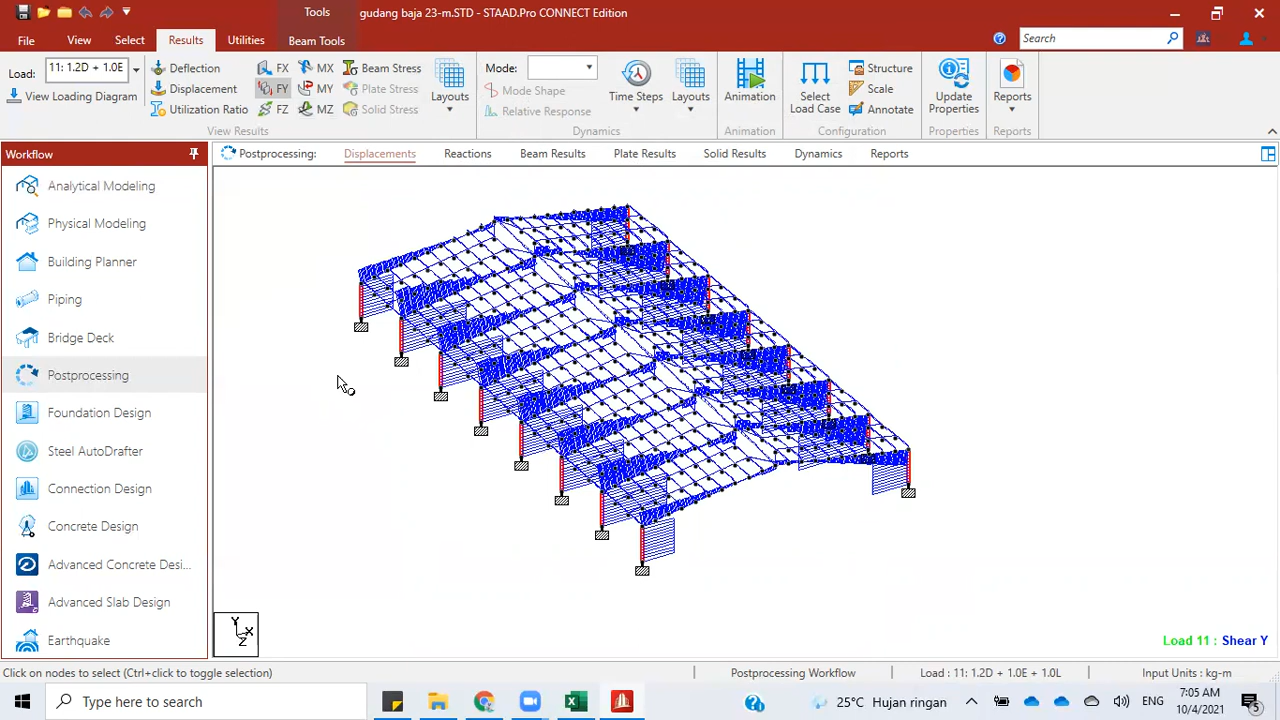 Tools
gudang baja 23-m.STD - STAAD.Pro CONNECT Edition
File
View
Select
Results
Utilities
Beam Tools
Search
Load:
11: 1.2D + 1.0E
View Loading Diagram
Deflection
Displacement
Utilization Ratio
FX
FY
FZ
MX
MY
MZ
Beam Stress
Plate Stress
Solid Stress
Layouts
View Results
Mode:
Mode Shape
Relative Response
Time Steps
Layouts
Dynamics
Animation
Animation
Select Load Case
Structure
Scale
Annotate
Configuration
Update Properties
Properties
Reports
Reports
Workflow
Postprocessing:
Displacements
Reactions
Beam Results
Plate Results
Solid Results
Dynamics
Reports
Analytical Modeling
Physical Modeling
Building Planner
Piping
Bridge Deck
Postprocessing
Foundation Design
Steel AutoDrafter
Connection Design
Concrete Design
Advanced Concrete Desi...
Advanced Slab Design
Earthquake
Y
X
Z
Load 11 : Shear Y
Click on nodes to select (Ctrl+click to toggle selection)
Postprocessing Workflow
Load : 11: 1.2D + 1.0E + 1.0L
Input Units : kg-m
Type here to search
25°C Hujan ringan
ENG
7:05 AM
10/4/2021
5